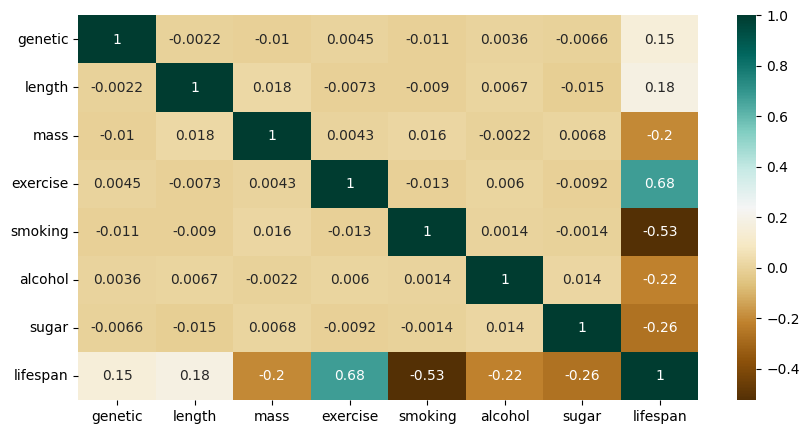 genetic 1 -0.0022 -0.01 0.0045 -0.011 0.0036 -0.0066 0.15
length -0.0022 1 0.018 -0.0073 -0.009 0.0067 -0.015 0.18
mass -0.01 0.018 1 0.0043 0.016 -0.0022 0.0068 -0.2
exercise 0.0045 -0.0073 0.0043 1 -0.013 0.006 -0.0092 0.68
smoking -0.011 -0.009 0.016 -0.013 1 0.0014 -0.0014 -0.53
alcohol 0.0036 0.0067 -0.0022 0.006 0.0014 1 0.014 -0.22
sugar -0.0066 -0.015 0.0068 -0.0092 -0.0014 0.014 1 -0.26
lifespan 0.15 0.18 -0.2 0.68 -0.53 -0.22 -0.26 1
genetic length mass exercise smoking alcohol sugar lifespan
1.0
0.8
0.6
0.4
0.2
0.0
−0.2
−0.4